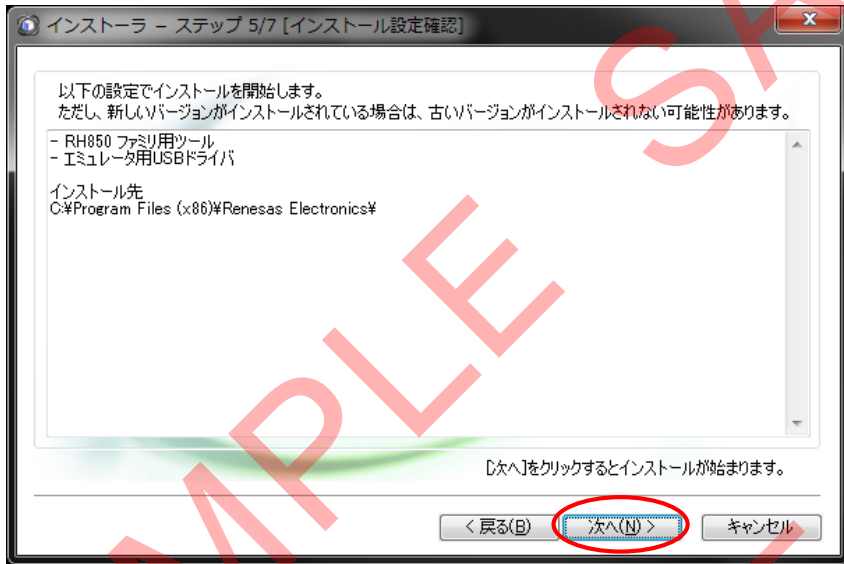 インストーラ – ステップ 5/7 [インストール設定確認]
以下の設定でインストールを開始します。
ただし、新しいバージョンがインストールされている場合は、古いバージョンがインストールされない可能性があります。
- RH850 ファミリ用ツール
- エミュレータ用USBドライバ
インストール先
C:¥Program Files (x86)¥Renesas Electronics¥
[次へ]をクリックするとインストールが始まります。
< 戻る(B)
次へ(N) >
キャンセル
SAMPLE SA